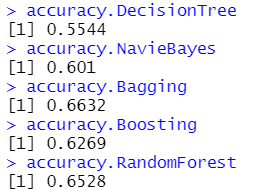 > accuracy.DecisionTree
[1] 0.5544
> accuracy.NavieBayes
[1] 0.601
> accuracy.Bagging
[1] 0.6632
> accuracy.Boosting
[1] 0.6269
> accuracy.RandomForest
[1] 0.6528